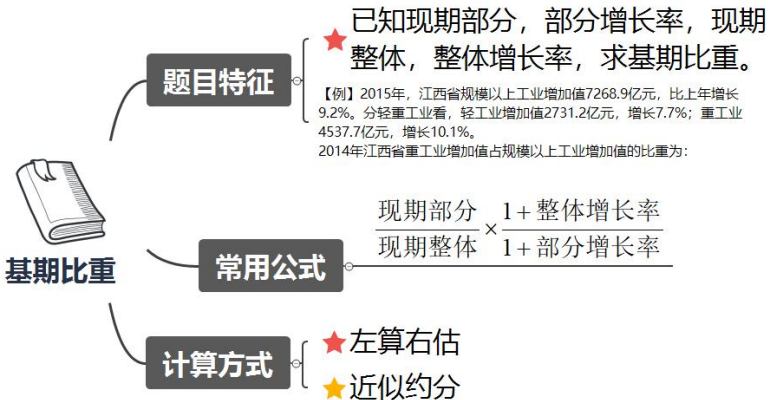 基期比重
题目特征
已知现期部分，部分增长率，现期
整体，整体增长率，求基期比重。
【例】2015年，江西省规模以上工业增加值7268.9亿元，比上年增长
9.2%。分轻重工业看，轻工业增加值2731.2亿元，增长7.7%；重工业
4537.7亿元，增长10.1%。
2014年江西省重工业增加值占规模以上工业增加值的比重为：
常用公式
现期部分/现期整体 × 1+整体增长率/1+部分增长率
计算方式
左算右估
近似约分